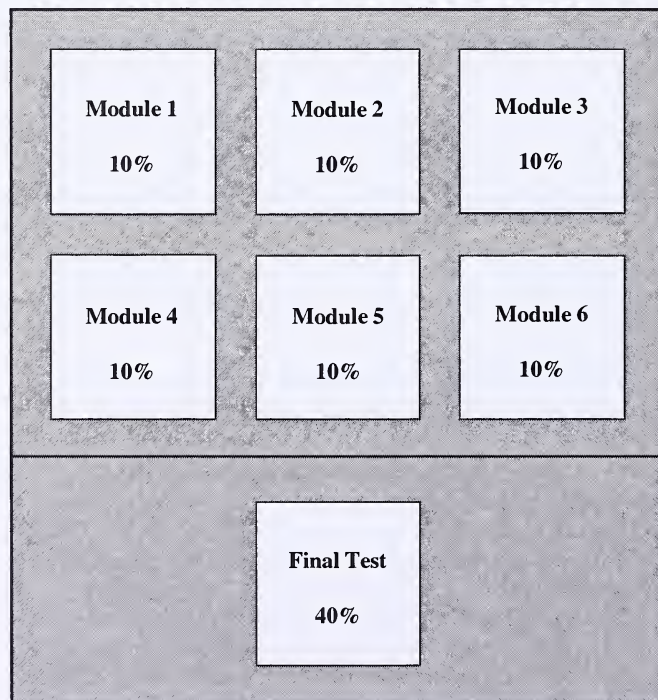 Module 1
10%
Module 2
10%
Module 3
10%
Module 4
10%
Module 5
10%
Module 6
10%
Final Test
40%